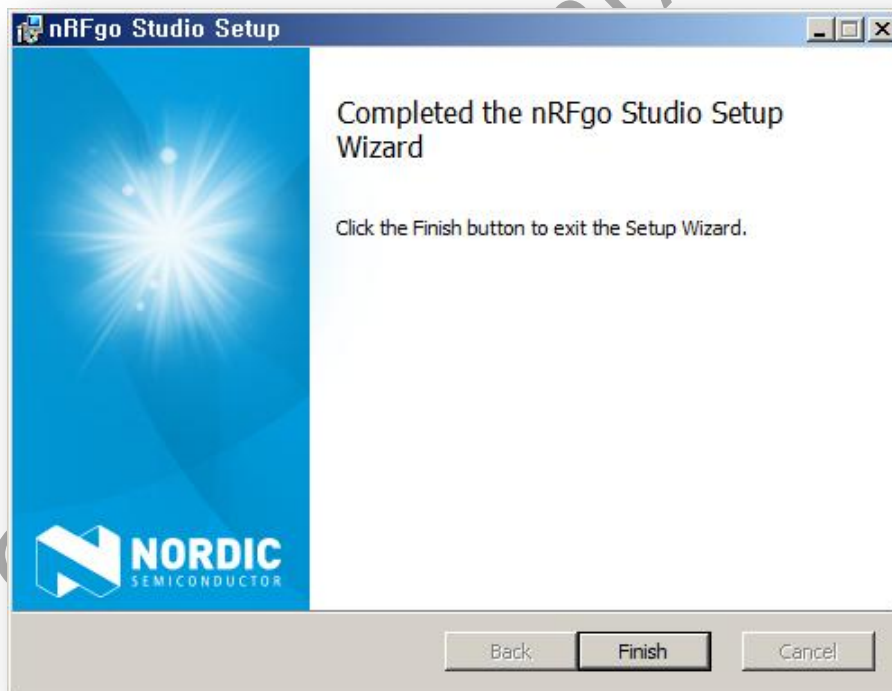 nRFgo Studio Setup
Completed the nRFgo Studio Setup
Wizard
Click the Finish button to exit the Setup Wizard.
NORDIC
SEMICONDUCTOR
Back
Finish
Cancel